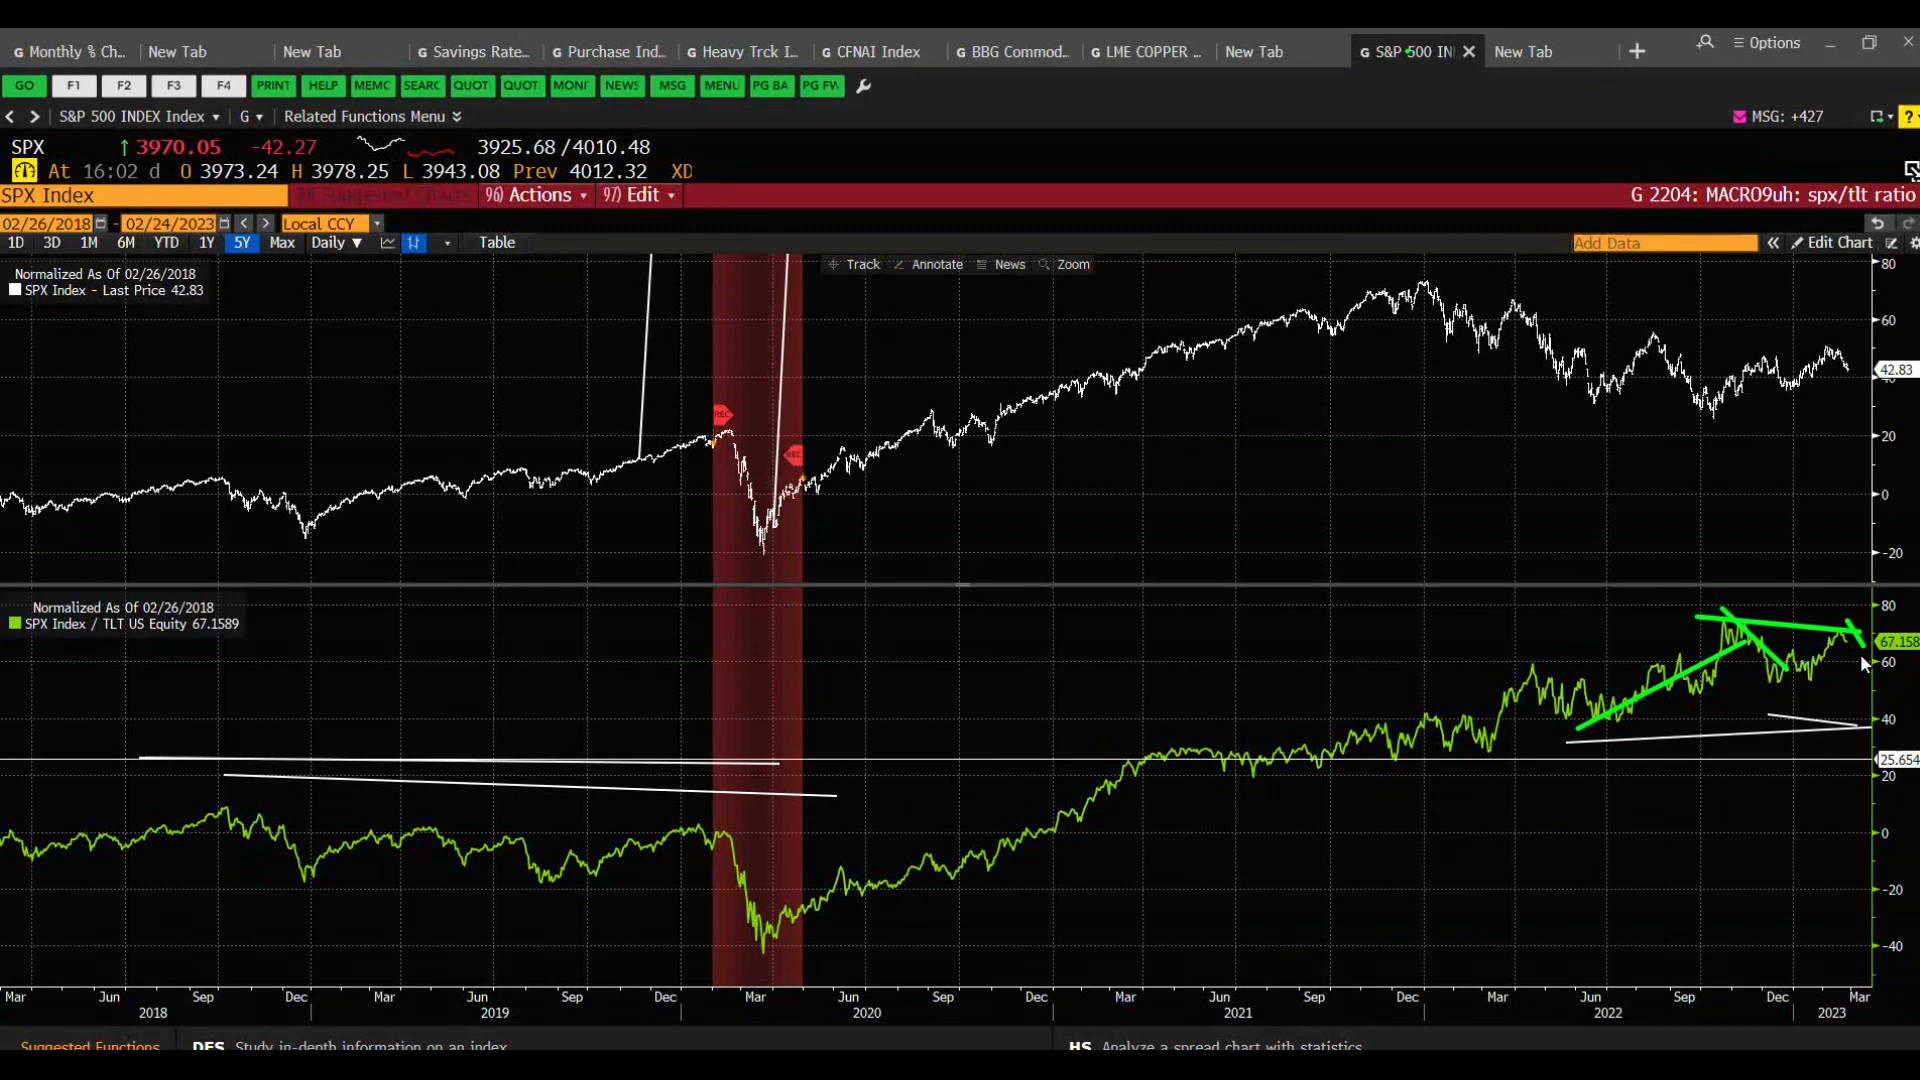 G Monthly % Ch... New Tab New Tab G Savings Rate... G Purchase Ind... G Heavy Trck I... G CFNAI Index G BBG Commod... G LME COPPER ... New Tab G S&P 500 IN New Tab Options
GO F1 F2 F3 F4 PRINT HELP MEMC SEARC QUOT QUOT MONI NEWS MSG MENU PG BA PG FW
S&P 500 INDEX Index G Related Functions Menu MSG: +427 ?
SPX ↑ 3970.05 -42.27 3925.68 /4010.48
At 16:02 d O 3973.24 H 3978.25 L 3943.08 Prev 4012.32 XD
SPX Index Suggested Charts 96) Actions 97) Edit G 2204: MACRO9uh: spx/tlt ratio
02/26/2018 - 02/24/2023 Local CCY
1D 3D 1M 6M YTD 1Y 5Y Max Daily ▼ Table Add Data Edit Chart
Track Annotate News Zoom
Normalized As Of 02/26/2018
SPX Index - Last Price 42.83
80
60
42.83
40
REC
20
REC
0
-20
Normalized As Of 02/26/2018
SPX Index / TLT US Equity 67.1589
80
67.158
60
40
25.654
20
0
-20
-40
Mar Jun Sep Dec Mar Jun Sep Dec Mar Jun Sep Dec Mar Jun Sep Dec Mar Jun Sep Dec Mar
2018 2019 2020 2021 2022 2023
Suggested Functions DES Study in-depth information on an index HS Analyze a spread chart with statistics